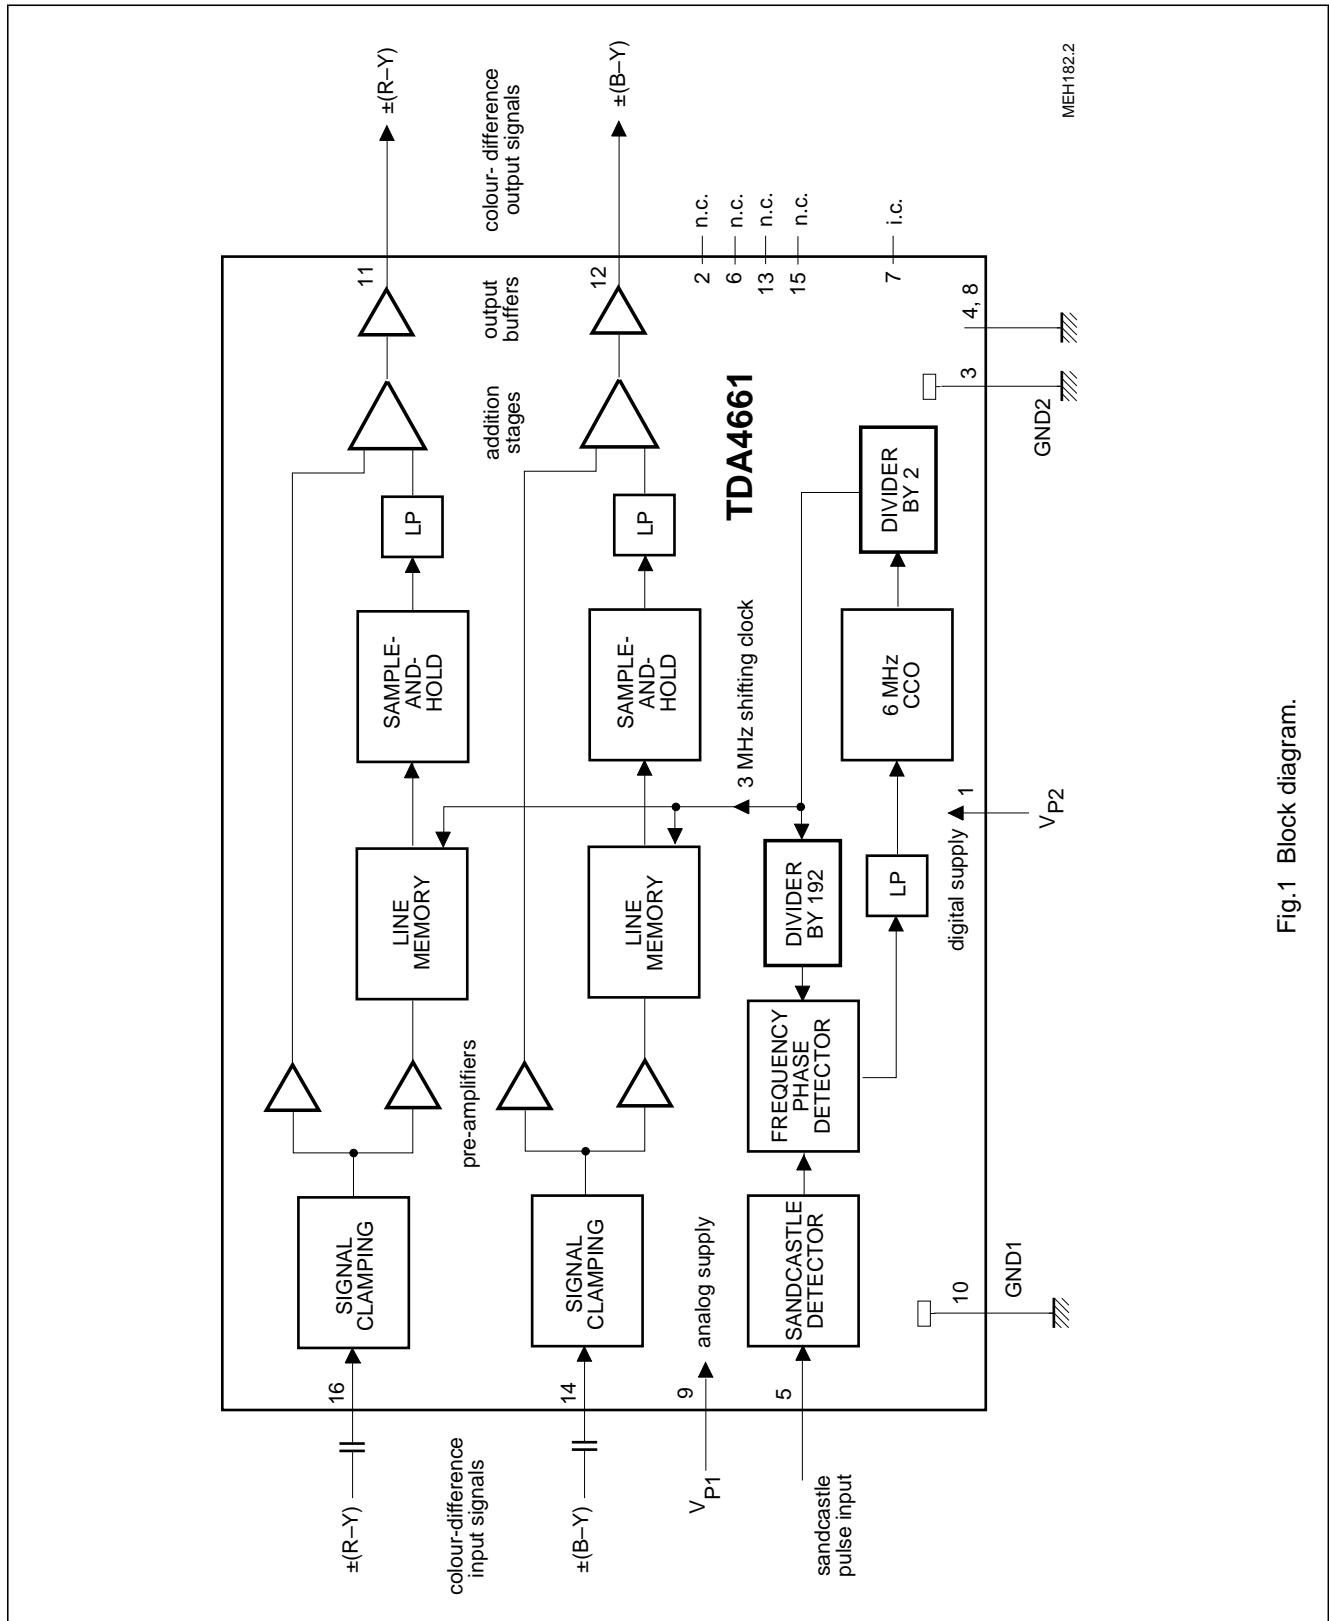 ±(R–Y)
colour-difference
input signals
±(B–Y)
VP1
sandcastle
pulse input
16
14
9
analog supply
5
SIGNAL
CLAMPING
SIGNAL
CLAMPING
SANDCASTLE
DETECTOR
10
GND1
pre-amplifiers
FREQUENCY
PHASE
DETECTOR
LINE
MEMORY
LINE
MEMORY
DIVIDER
BY 192
LP
digital supply
1
VP2
3 MHz shifting clock
SAMPLE-
AND-
HOLD
SAMPLE-
AND-
HOLD
6 MHz
CCO
LP
LP
DIVIDER
BY 2
TDA4661
addition
stages
output
buffers
3
GND2
4, 8
11
12
2
n.c.
6
n.c.
13
n.c.
15
n.c.
7
i.c.
colour- difference
output signals
±(R–Y)
±(B–Y)
MEH182.2
Fig.1 Block diagram.